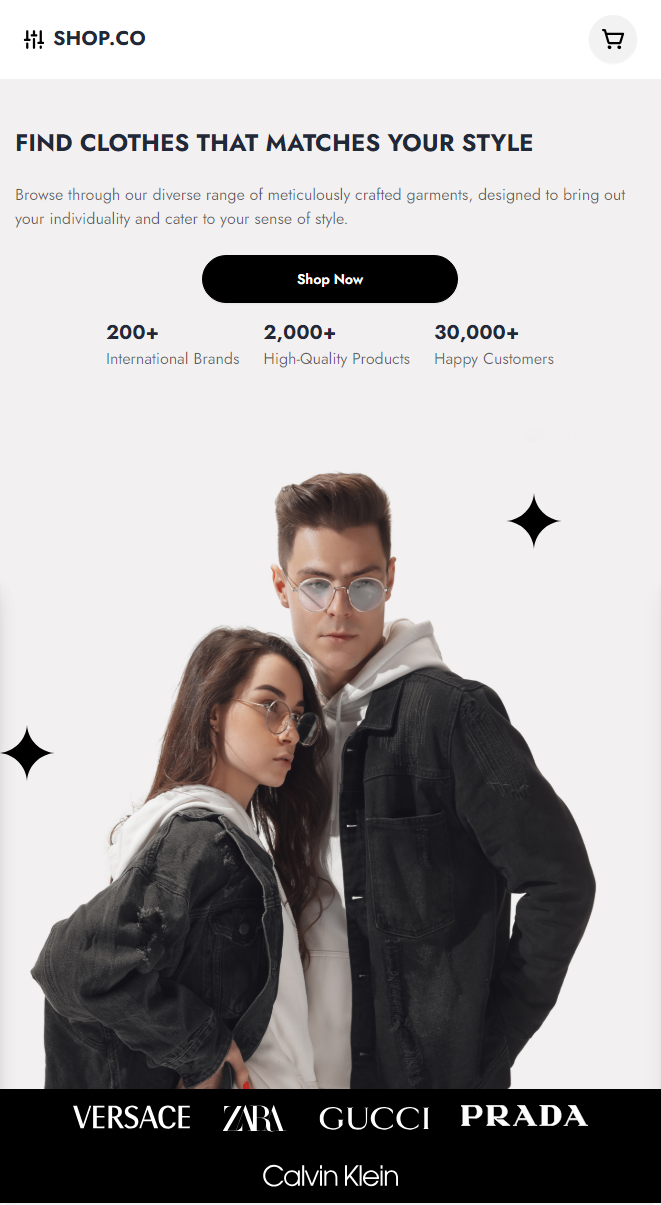 SHOP.CO
FIND CLOTHES THAT MATCHES YOUR STYLE
Browse through our diverse range of meticulously crafted garments, designed to bring out
your individuality and cater to your sense of style.
Shop Now
200+ 2,000+ 30,000+
International Brands High-Quality Products Happy Customers
VERSACE ZARA GUCCI PRADA
Calvin Klein